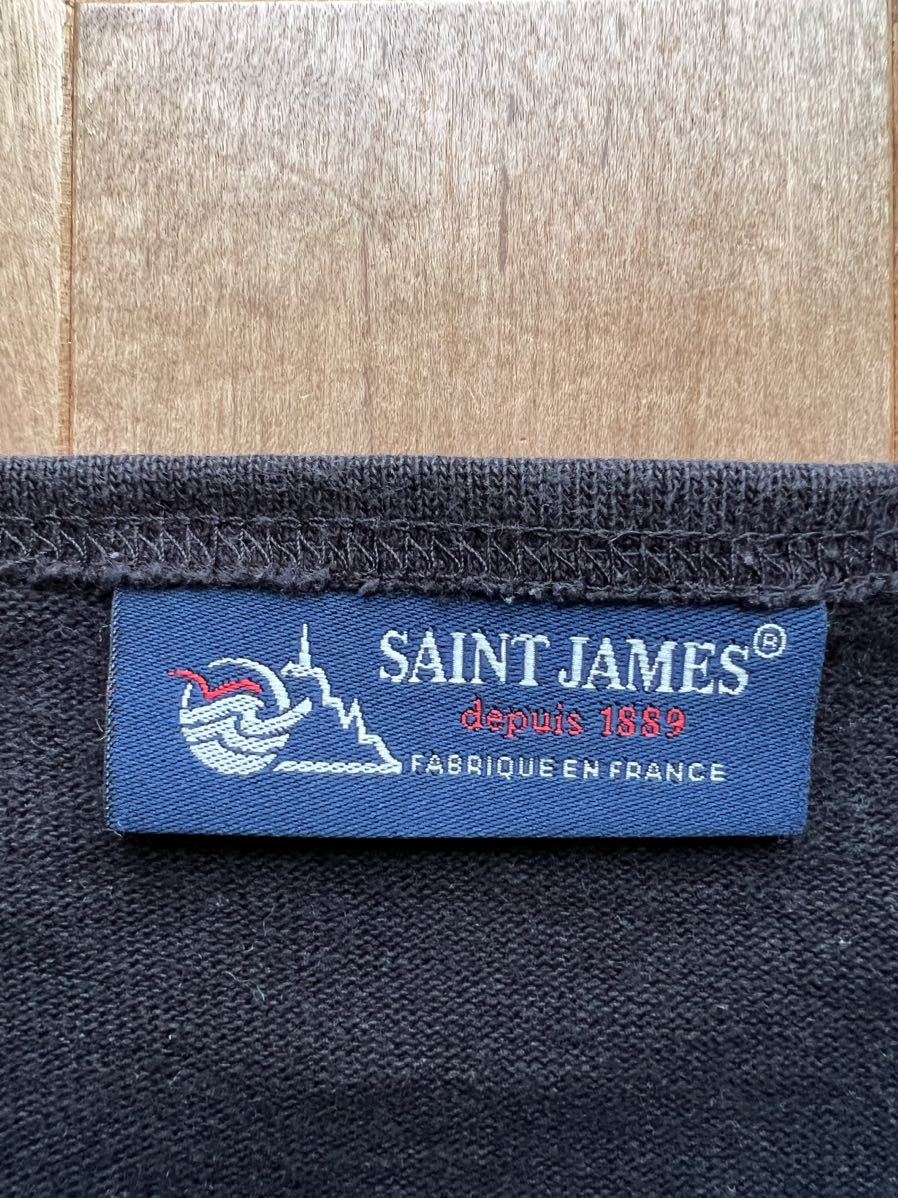 SAINT JAMES®
depuis 1889
FABRIQUE EN FRANCE